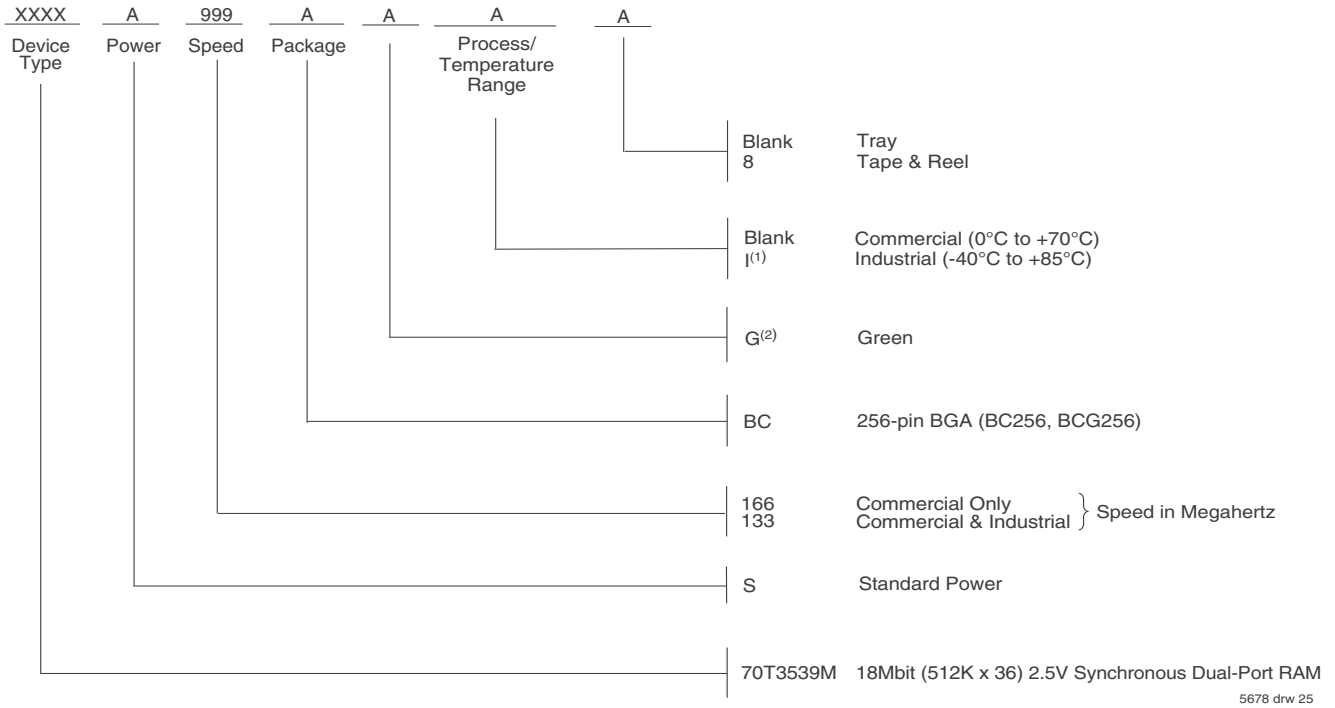 XXXX A 999 A A A A
Device Type Power Speed Package Process/ Temperature Range
Blank Tray
8 Tape & Reel
Blank Commercial (0°C to +70°C)
I(1) Industrial (-40°C to +85°C)
G(2) Green
BC 256-pin BGA (BC256, BCG256)
166 Commercial Only
133 Commercial & Industrial
Speed in Megahertz
S Standard Power
70T3539M 18Mbit (512K x 36) 2.5V Synchronous Dual-Port RAM
5678 drw 25